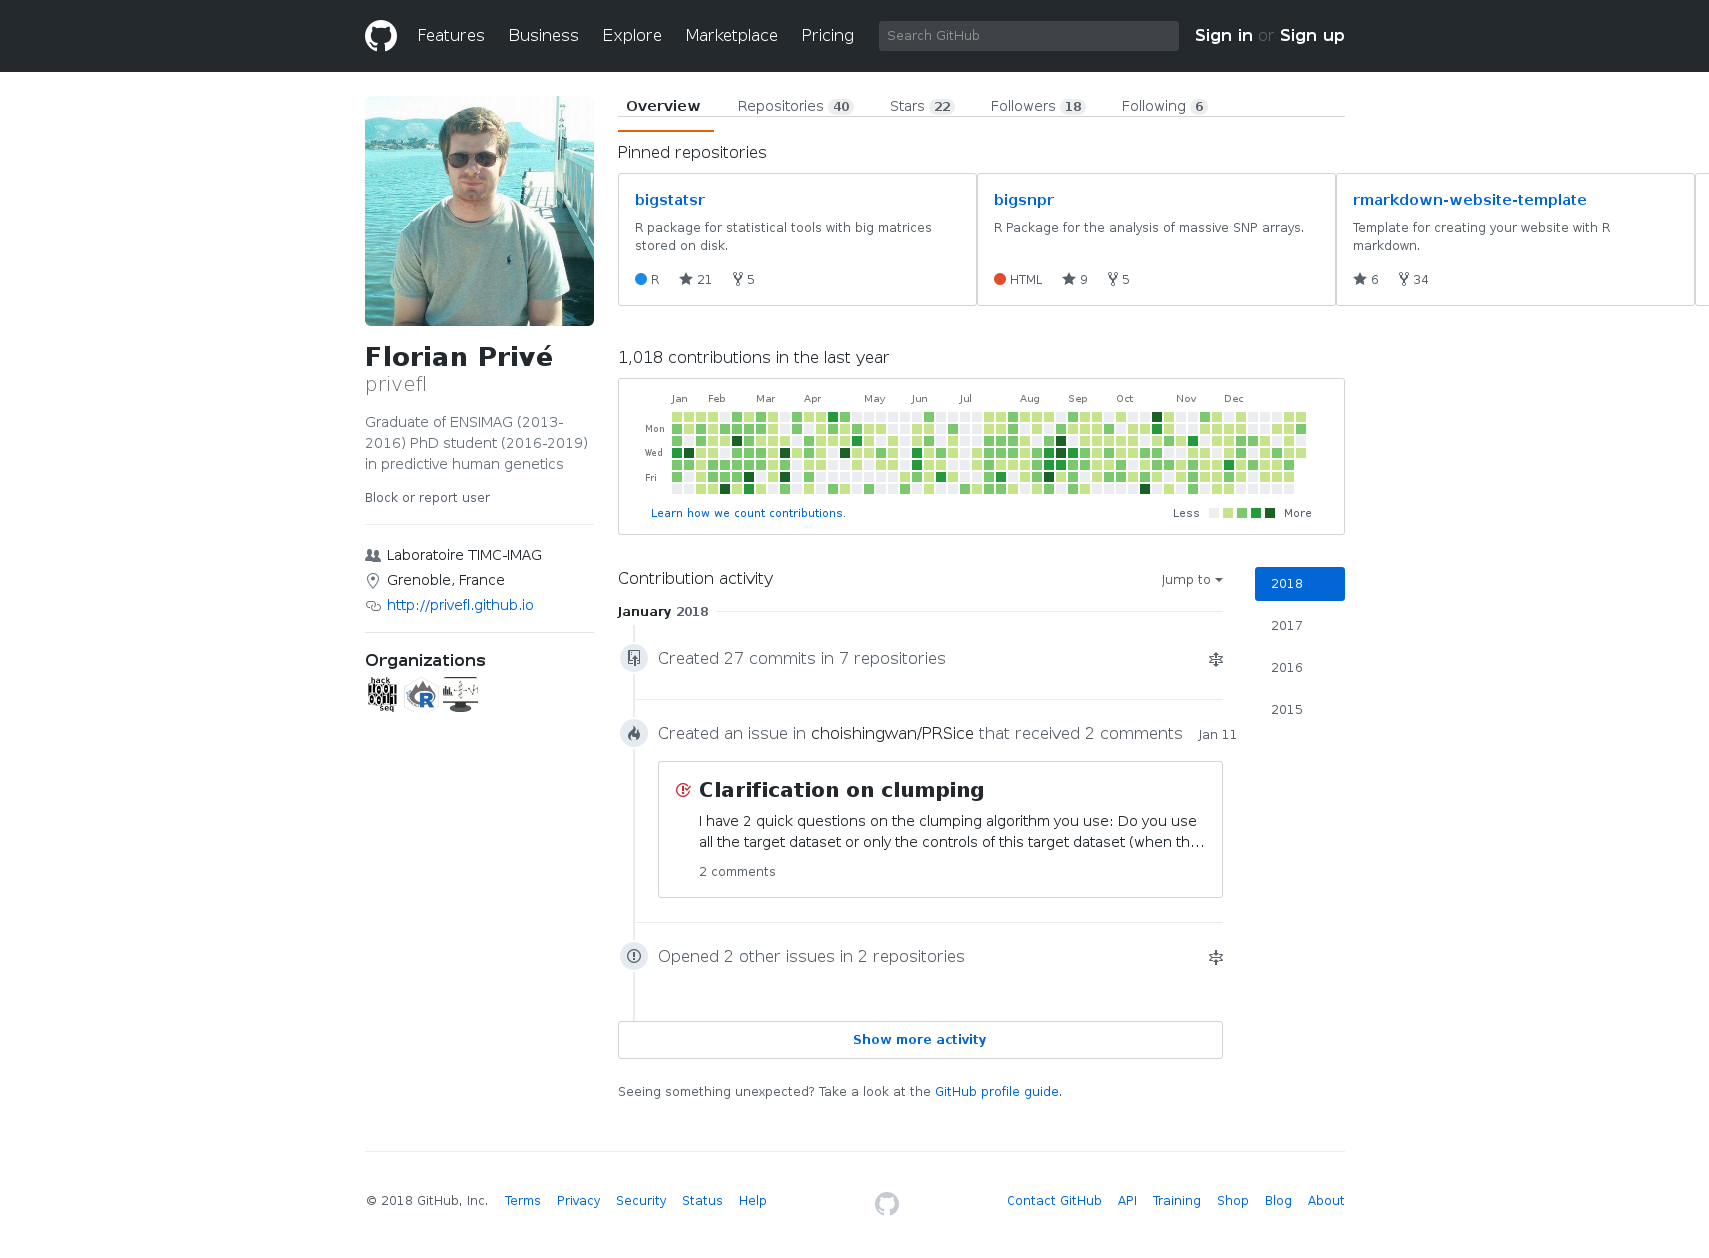 Features Business Explore Marketplace Pricing Search GitHub Sign in or Sign up
Overview Repositories 40 Stars 22 Followers 18 Following 6
Pinned repositories
bigstatsr
R package for statistical tools with big matrices
stored on disk.
R 21 5
bigsnpr
R Package for the analysis of massive SNP arrays.
HTML 9 5
rmarkdown-website-template
Template for creating your website with R
markdown.
6 34
Florian Privé
privefl
Graduate of ENSIMAG (2013-
2016) PhD student (2016-2019)
in predictive human genetics
Block or report user
Laboratoire TIMC-IMAG
Grenoble, France
http://privefl.github.io
Organizations
hack
seq
R
1,018 contributions in the last year
Jan Feb Mar Apr May Jun Jul Aug Sep Oct Nov Dec
Mon
Wed
Fri
Learn how we count contributions. Less More
Contribution activity Jump to
2018
2017
2016
2015
January 2018
Created 27 commits in 7 repositories
Created an issue in choishingwan/PRSice that received 2 comments Jan 11
Clarification on clumping
I have 2 quick questions on the clumping algorithm you use: Do you use
all the target dataset or only the controls of this target dataset (when th…
2 comments
Opened 2 other issues in 2 repositories
Show more activity
Seeing something unexpected? Take a look at the GitHub profile guide.
© 2018 GitHub, Inc. Terms Privacy Security Status Help Contact GitHub API Training Shop Blog About